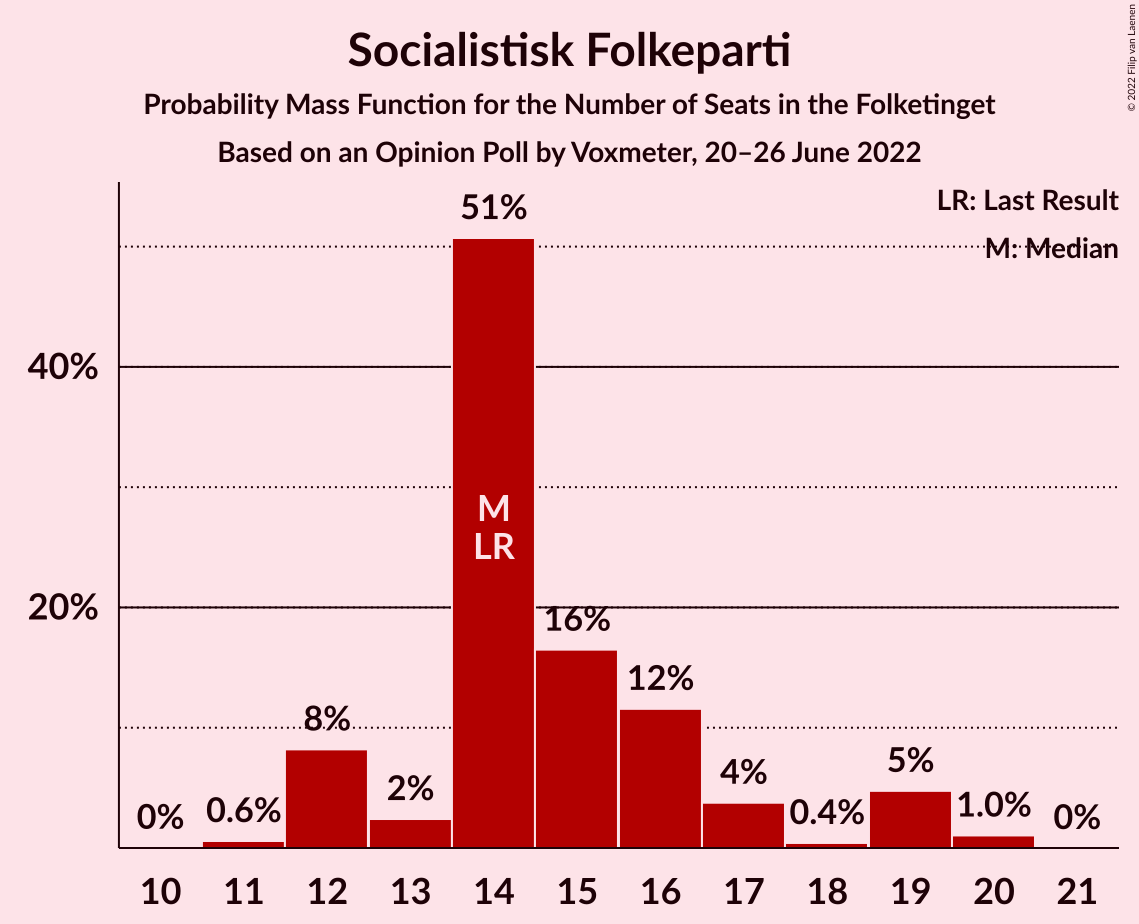 Socialistisk Folkeparti
Probability Mass Function for the Number of Seats in the Folketinget
Based on an Opinion Poll by Voxmeter, 20–26 June 2022
© 2022 Filip van Laenen
LR: Last Result
M: Median
51%
40%
M
LR
20%
16%
12%
8%
5%
4%
2%
1.0%
0.6%
0.4%
0%
0%
10 11 12 13 14 15 16 17 18 19 20 21